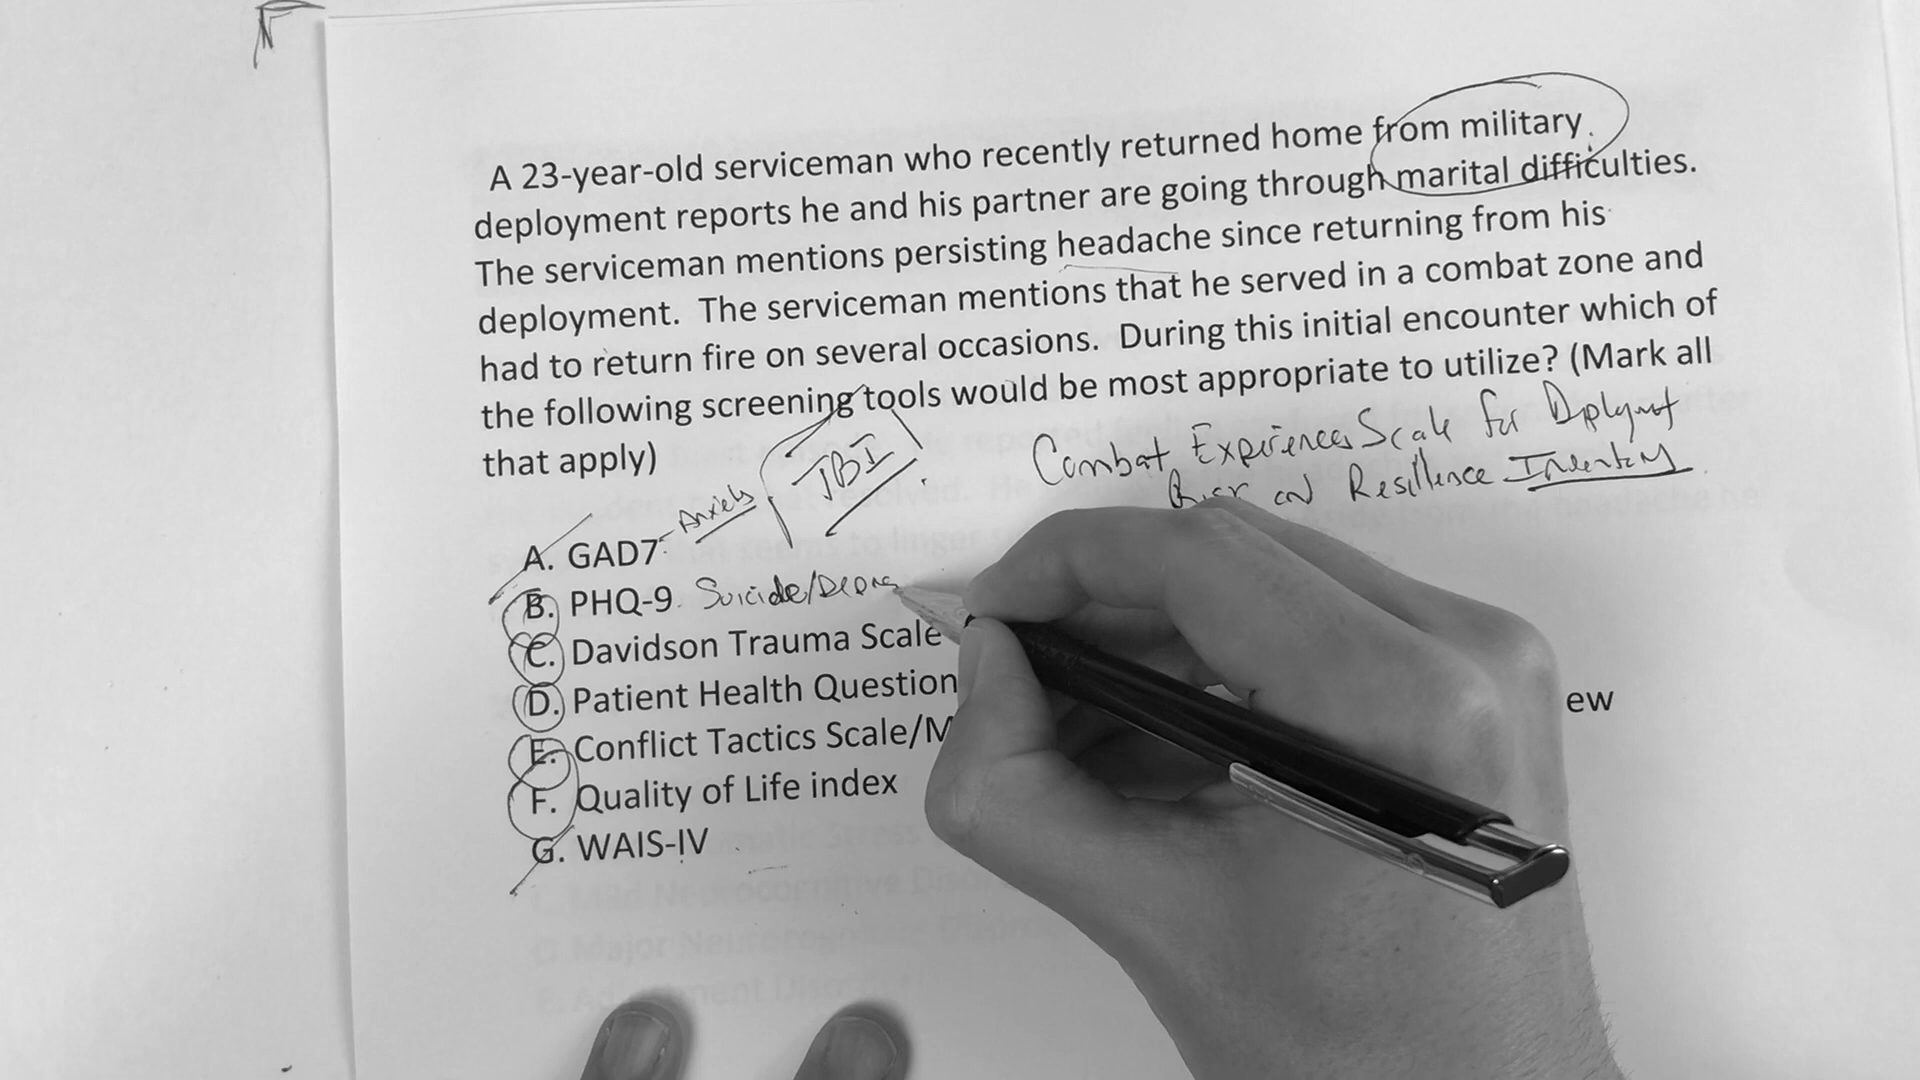 A 23-year-old serviceman who recently returned home from military
deployment reports he and his partner are going through marital difficulties.
The serviceman mentions persisting headache since returning from his
deployment. The serviceman mentions that he served in a combat zone and
had to return fire on several occasions. During this initial encounter which of
the following screening tools would be most appropriate to utilize? (Mark all
that apply)
Combat Experiences Scale for
and Resilience Inventory
TBI
A. GAD7 Anxiety
B. PHQ-9 Suicide/Depres
C. Davidson Trauma Scale
D. Patient Health Question ew
E. Conflict Tactics Scale/M
F. Quality of Life index
G. WAIS-IV